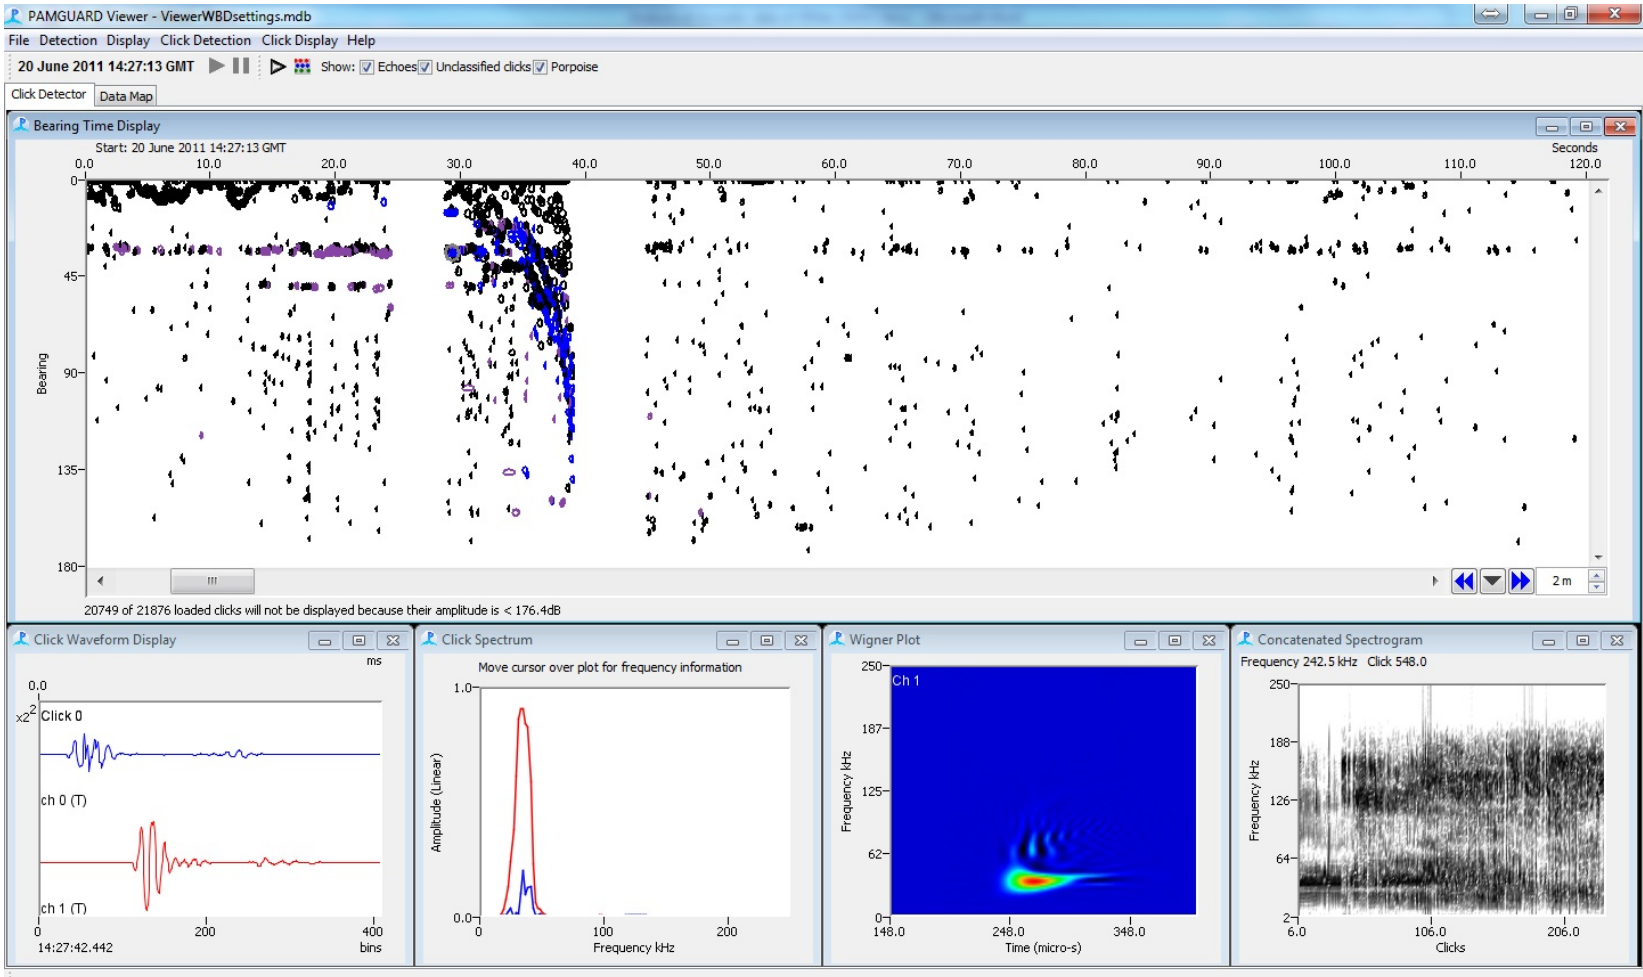 PAMGUARD Viewer - ViewerWBDsettings.mdb
File Detection Display Click Detection Click Display Help
20 June 2011 14:27:13 GMT Show: Echoes Unclassified clicks Porpoise
Click Detector Data Map
Bearing Time Display
Start: 20 June 2011 14:27:13 GMT Seconds
0.0 10.0 20.0 30.0 40.0 50.0 60.0 70.0 80.0 90.0 100.0 110.0 120.0
0
45
Bearing
90
135
180
2 m
20749 of 21876 loaded clicks will not be displayed because their amplitude is < 176.4dB
Click Waveform Display
ms
0.0
x2²
Click 0
ch 0 (T)
ch 1 (T)
0 200 400
14:27:42.442 bins
Click Spectrum
Move cursor over plot for frequency information
1.0
Amplitude (Linear)
0.0
0 100 200
Frequency kHz
Wigner Plot
250
Ch 1
187
Frequency kHz
125
62
0
148.0 248.0 348.0
Time (micro-s)
Concatenated Spectrogram
Frequency 242.5 kHz Click 548.0
250
188
Frequency kHz
126
64
2
6.0 106.0 206.0
Clicks